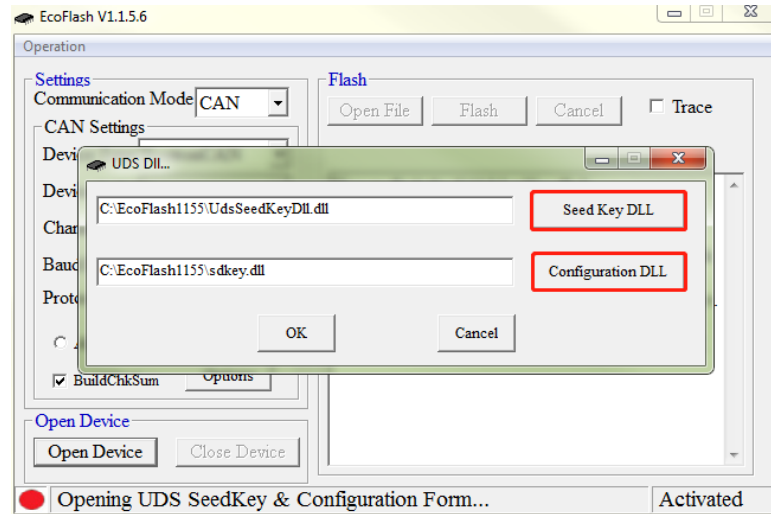 EcoFlash V1.1.5.6
Operation
Settings
Communication Mode CAN
CAN Settings
Flash
Open File Flash Cancel Trace
UDS Dll...
C:\EcoFlash1155\UdsSeedKeyDll.dll Seed Key DLL
C:\EcoFlash1155\sdkey.dll Configuration DLL
OK Cancel
BuildChkSum Options
Open Device
Open Device Close Device
Opening UDS SeedKey & Configuration Form... Activated